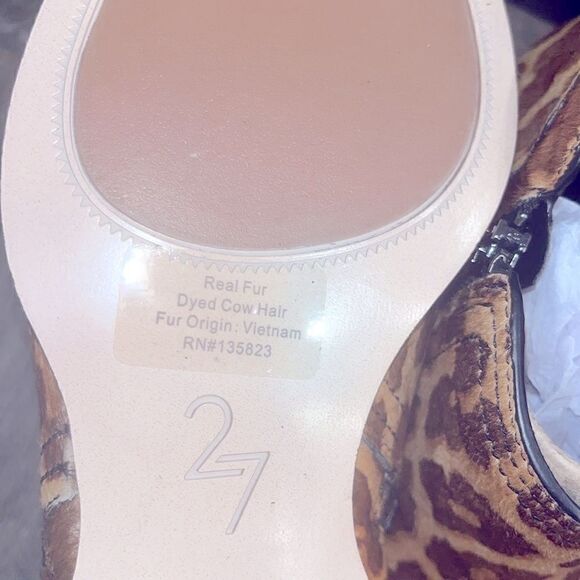 Real Fur
Dyed Cow Hair
Fur Origin: Vietnam
RN#135823
27